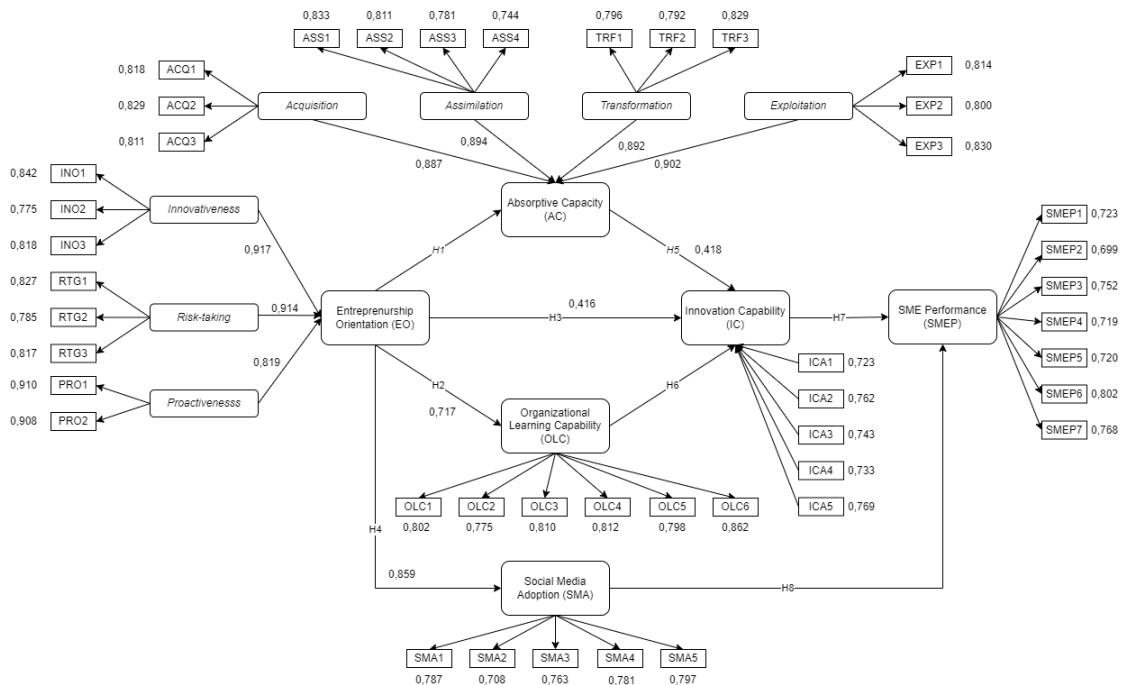 0,833
0,811
0,781
0,744
0,796
0,792
0,829
ASS1
ASS2
ASS3
ASS4
TRF1
TRF2
TRF3
0,818
ACQ1
EXP1
0,814
0,829
ACQ2
Acquisition
Assimilation
Transformation
Exploitation
EXP2
0,800
0,811
ACQ3
EXP3
0,830
0,894
0,892
0,887
0,902
0,842
INO1
0,775
INO2
Innovativeness
0,818
INO3
Absorptive Capacity
(AC)
0,917
H1
H5
0,418
SMEP1
0,723
SMEP2
0,699
SMEP3
0,752
SMEP4
0,719
SMEP5
0,720
SMEP6
0,802
SMEP7
0,768
0,827
RTG1
0,785
RTG2
Risk-taking
0,914
0,817
RTG3
Entreprenurship
Orientation (EO)
0,416
H3
Innovation Capability
(IC)
H7
SME Performance
(SMEP)
0,819
0,910
PRO1
Proactivenesss
0,908
PRO2
H2
0,717
H6
ICA1
0,723
ICA2
0,762
ICA3
0,743
ICA4
0,733
ICA5
0,769
Organizational
Learning Capability
(OLC)
OLC1
OLC2
OLC3
OLC4
OLC5
OLC6
0,802
0,775
0,810
0,812
0,798
0,862
H4
0,859
Social Media
Adoption (SMA)
H8
SMA1
SMA2
SMA3
SMA4
SMA5
0,787
0,708
0,763
0,781
0,797